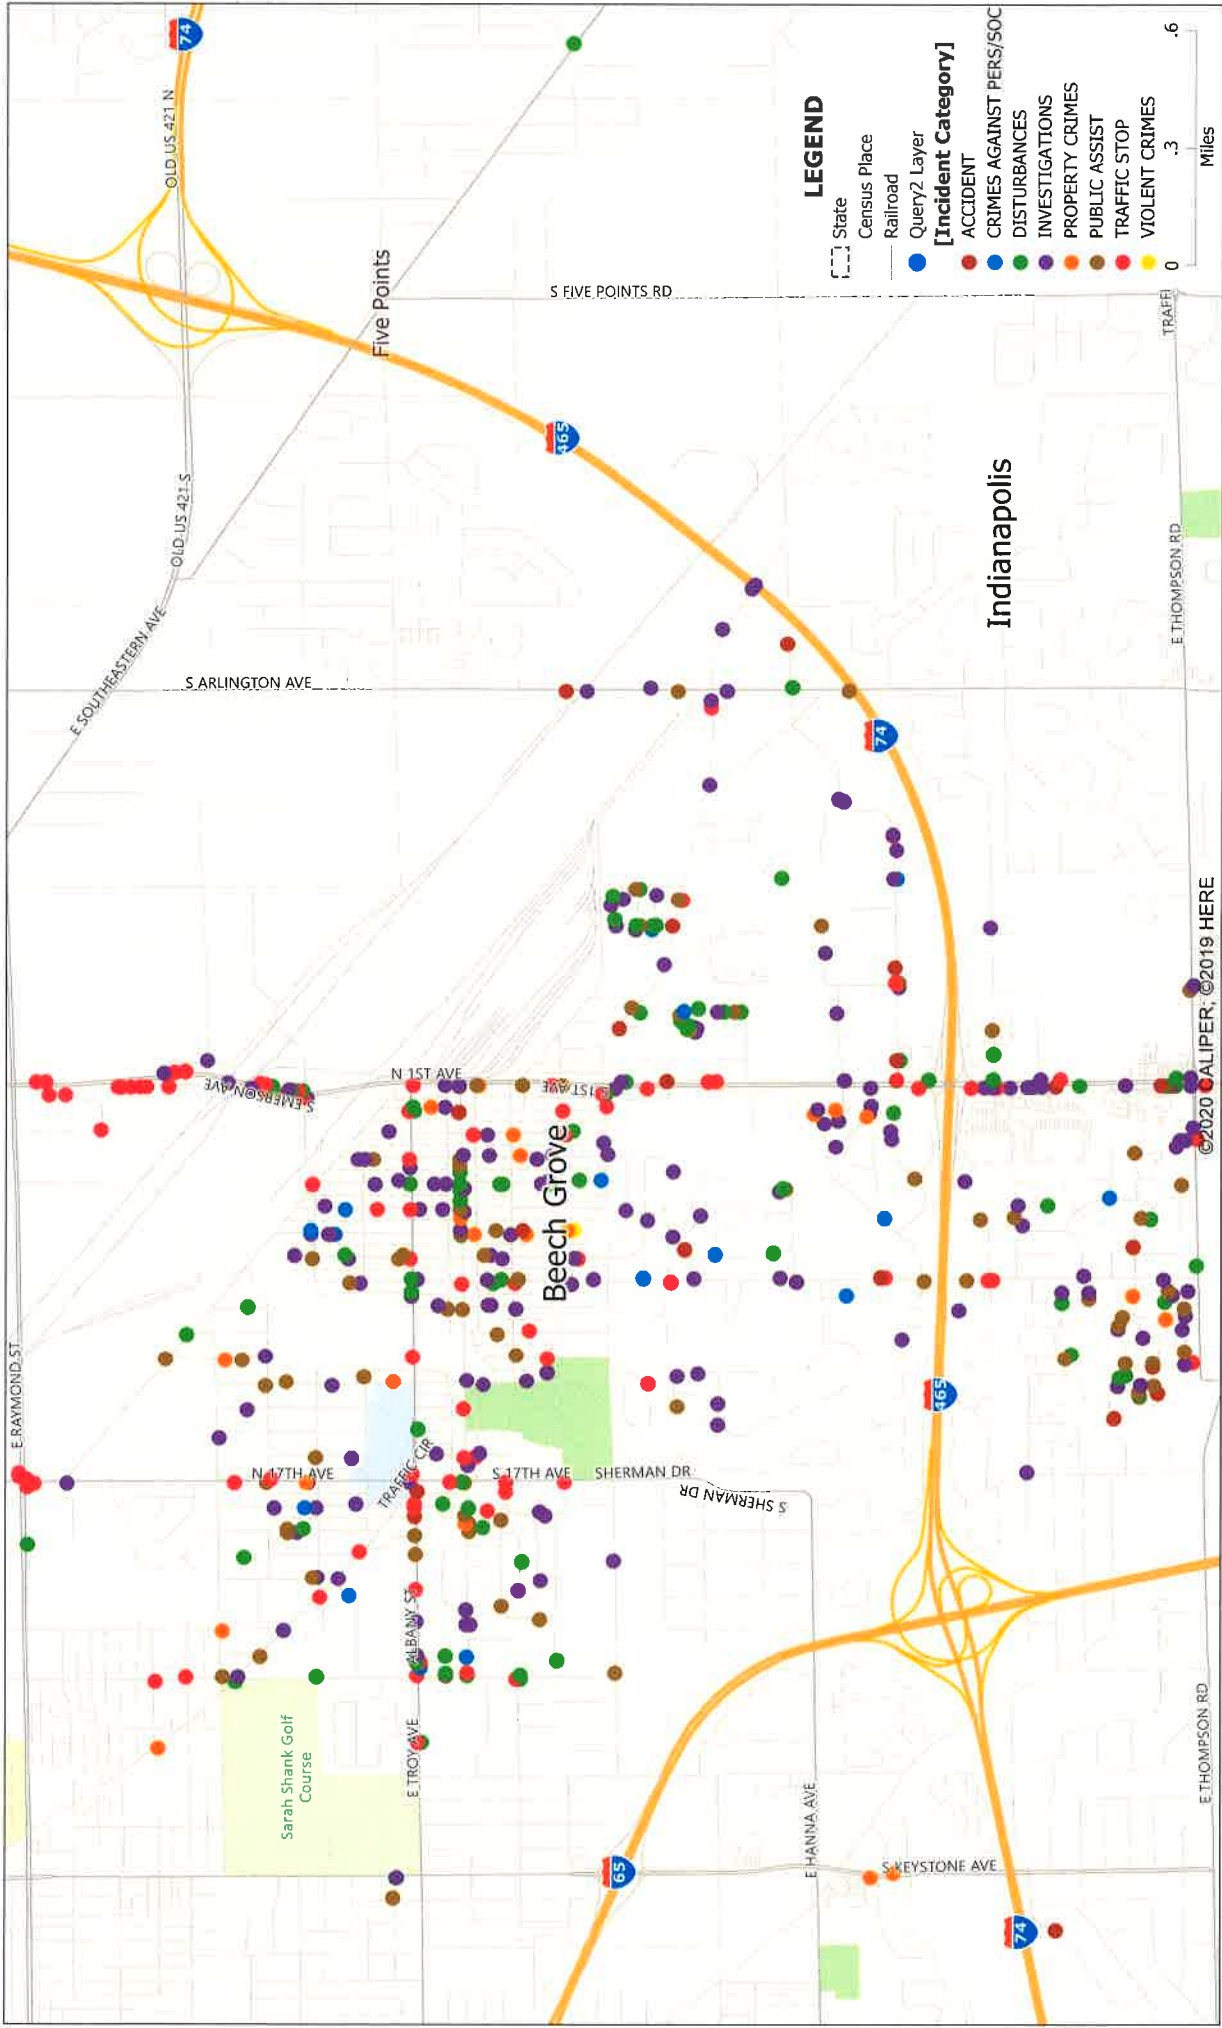 74
OLD US 421 N
Five Points
S FIVE POINTS RD
465
OLD US 421 S
E SOUTHEASTERN AVE
S ARLINGTON AVE
74
Indianapolis
E THOMPSON RD
TRAFFI
LEGEND
State
Census Place
Railroad
Query2 Layer
[Incident Category]
ACCIDENT
CRIMES AGAINST PERS/SOC
DISTURBANCES
INVESTIGATIONS
PROPERTY CRIMES
PUBLIC ASSIST
TRAFFIC STOP
VIOLENT CRIMES
0 .3 .6
Miles
S EMERSON AVE
N 1ST AVE
1ST AVE
Beech Grove
E RAYMOND ST
N 17TH AVE
TRAFFIC CIR
S 17TH AVE
SHERMAN DR
S SHERMAN DR
465
ALBANY ST
E TROY AVE
Sarah Shank Golf
Course
65
E HANNA AVE
S KEYSTONE AVE
74
E THOMPSON RD
©2020 CALIPER; ©2019 HERE